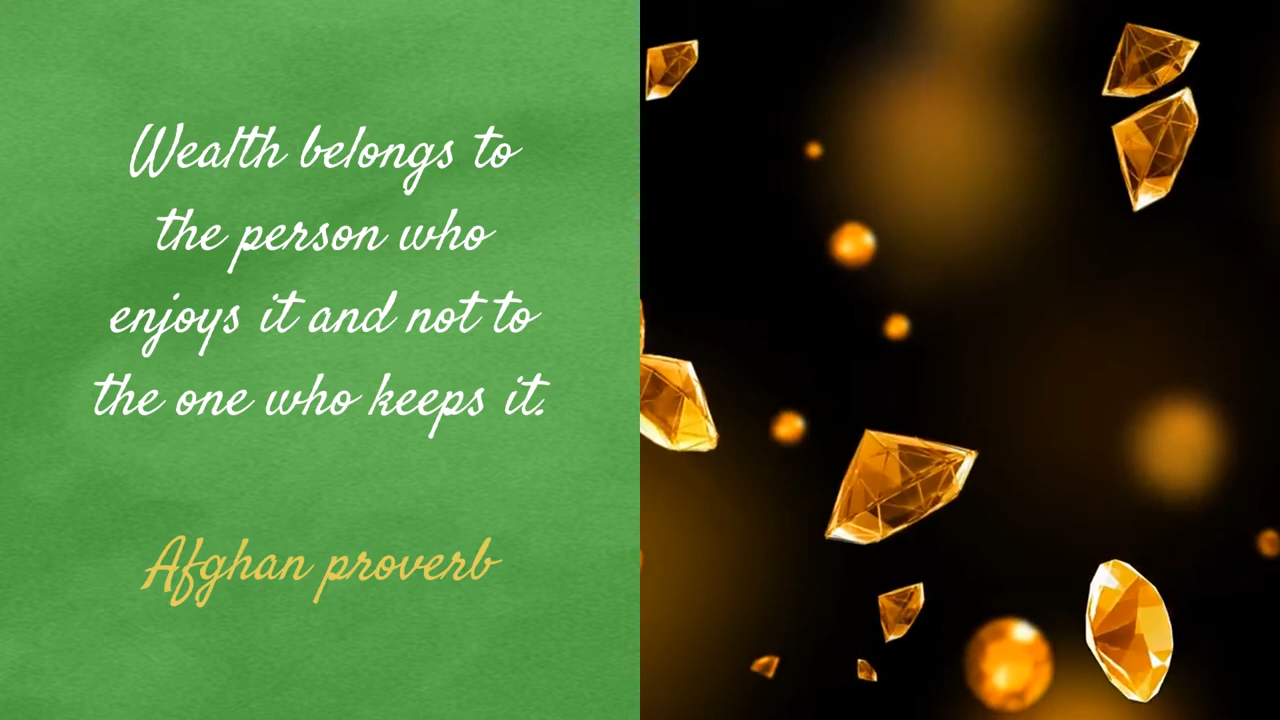 Wealth belongs to
the person who
enjoys it and not to
the one who keeps it.
Afghan proverb